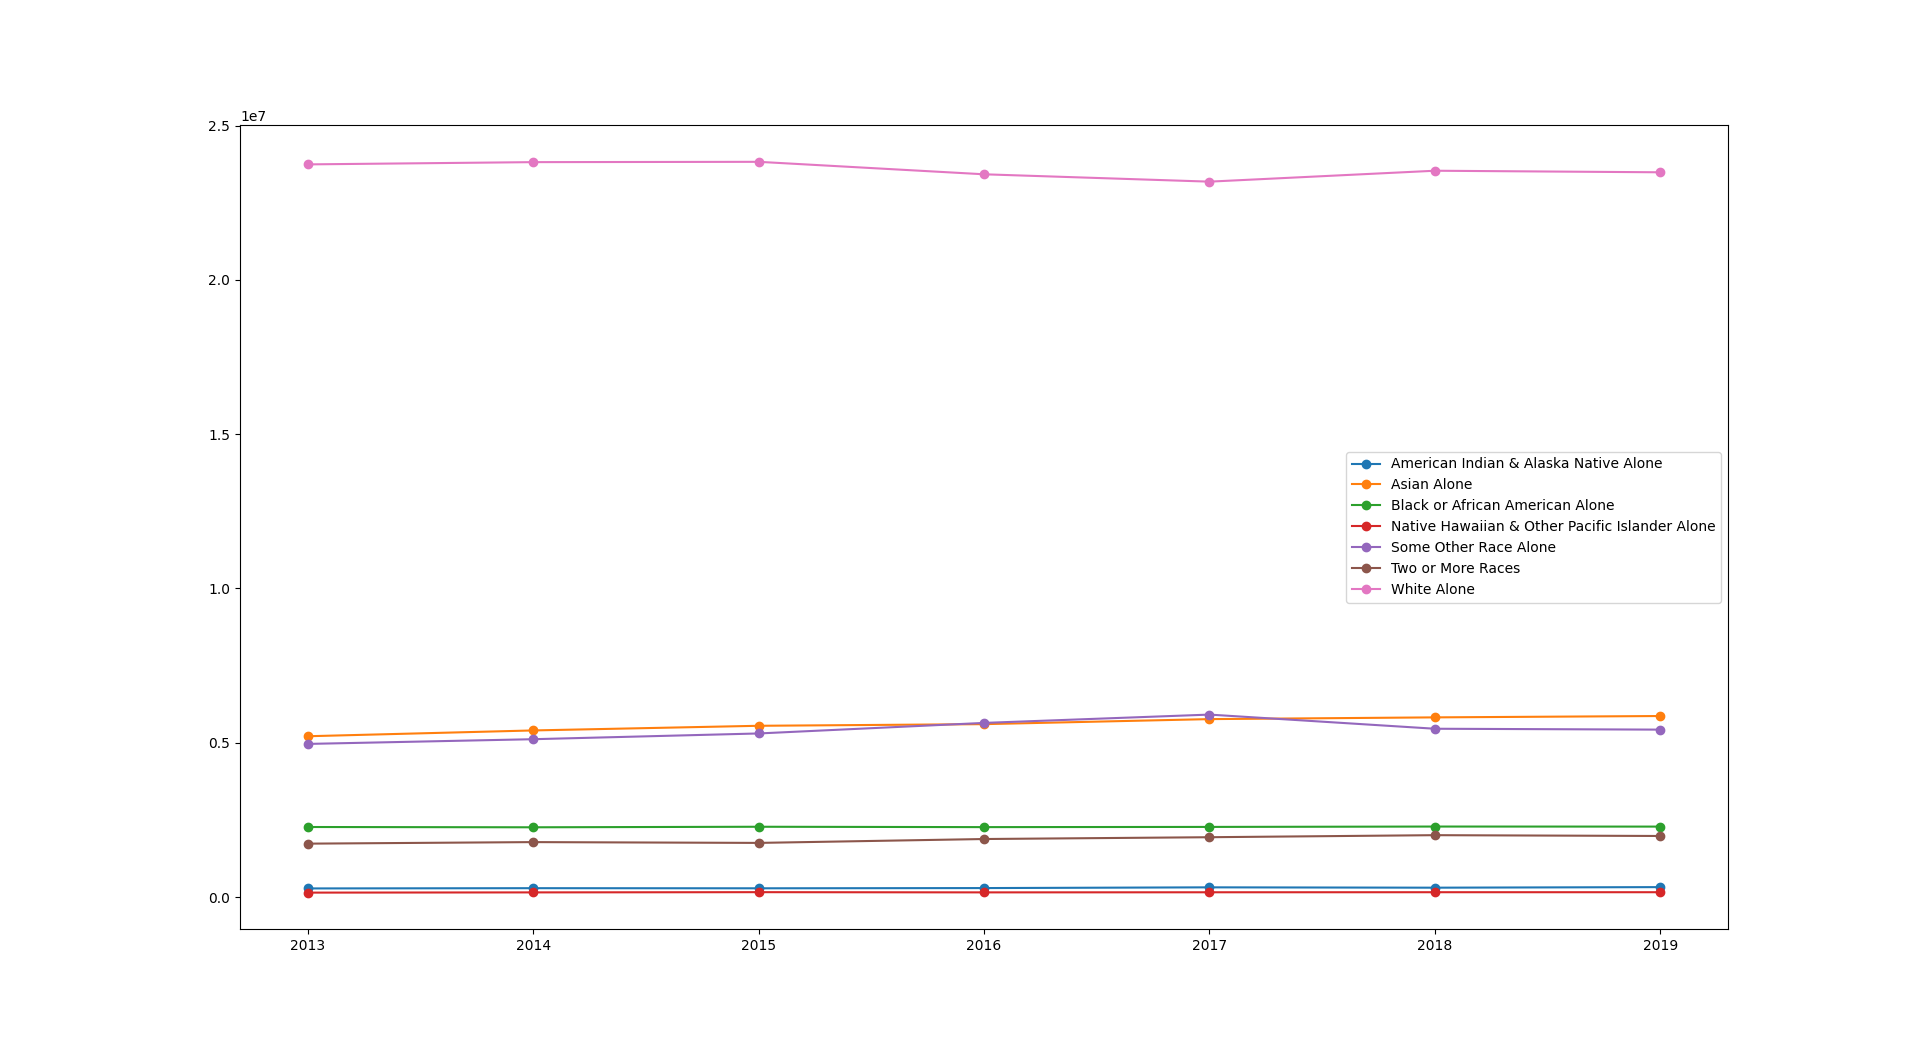 1e7
2.5
2.0
1.5
1.0
0.5
0.0
American Indian & Alaska Native Alone
Asian Alone
Black or African American Alone
Native Hawaiian & Other Pacific Islander Alone
Some Other Race Alone
Two or More Races
White Alone
2013 2014 2015 2016 2017 2018 2019